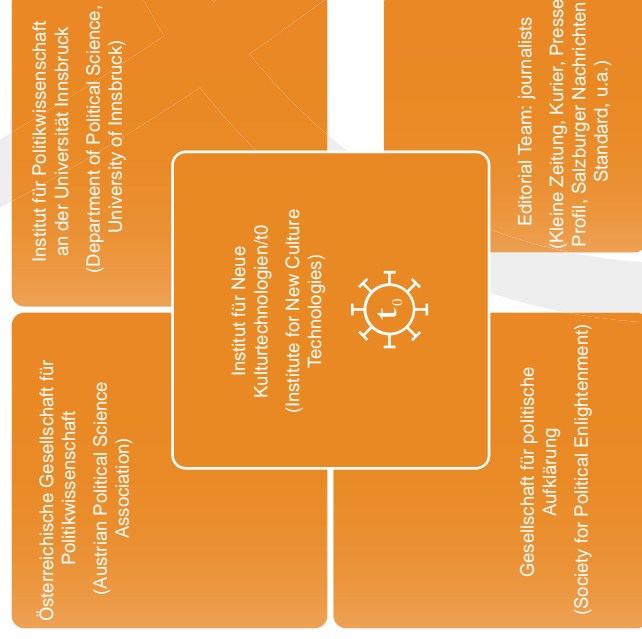 Österreichische Gesellschaft für
Politikwissenschaft
(Austrian Political Science
Association)
Institut für Politikwissenschaft
an der Universität Innsbruck
(Department of Political Science,
University of Innsbruck)
Institut für Neue
Kulturtechnologien/t0
(Institute for New Culture
Technologies)
t0
Gesellschaft für politische
Aufklärung
(Society for Political Enlightenment)
Editorial Team: journalists
(Kleine Zeitung, Kurier, Presse
Profil, Salzburger Nachrichten
Standard, u.a.)